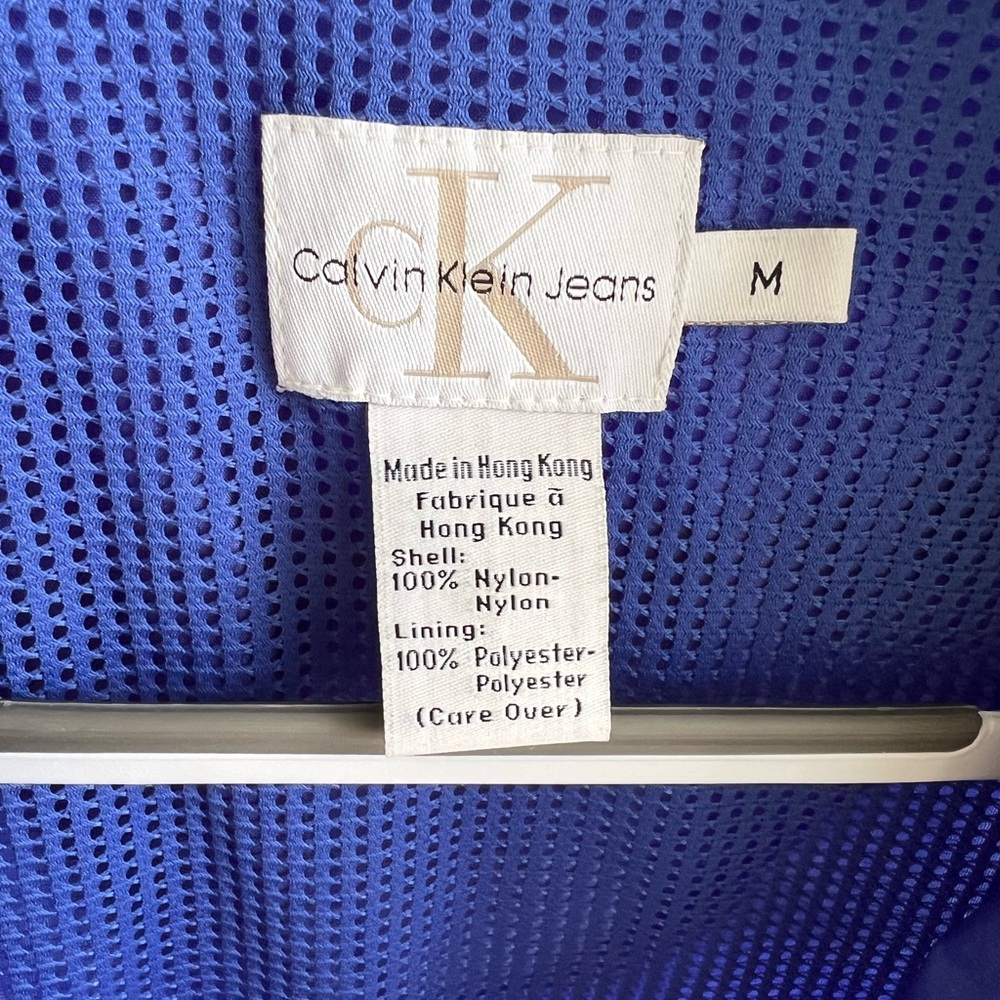 cK
Calvin Klein Jeans
M
Made in Hong Kong
Fabrique ã
Hong Kong
Shell:
100% Nylon-
Nylon
Lining:
100% Polyester-
Polyester
(Care Over)